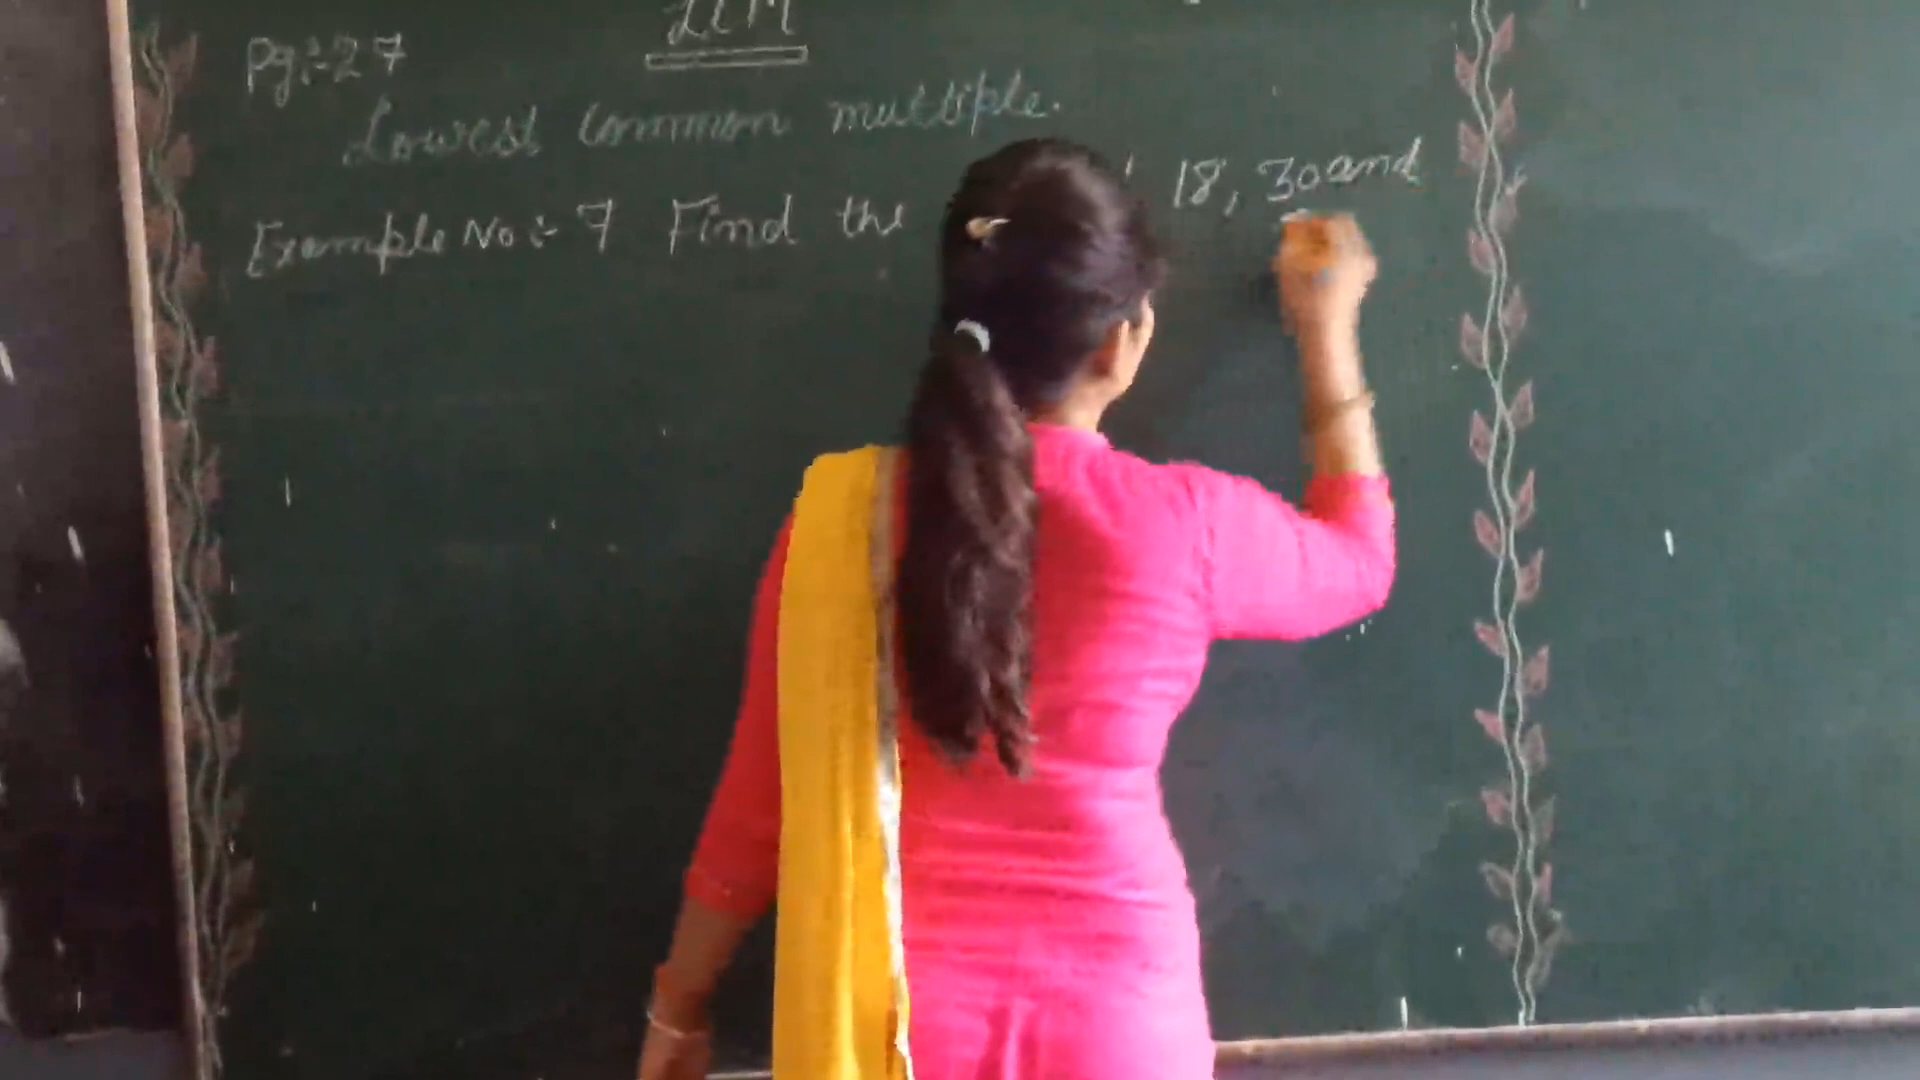 LCM
Pg:- 27
Lowest common multiple.
Example No:- 7 Find the 18, 30 and